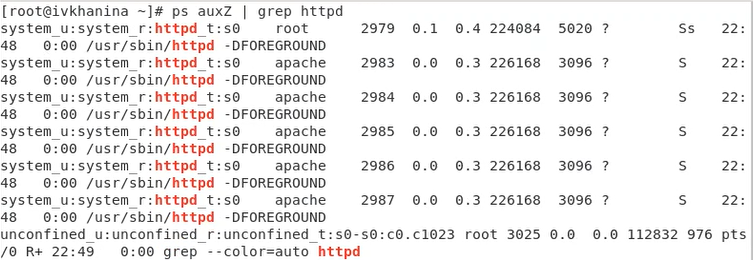 [root@ivkhanina ~]# ps auxZ | grep httpd
system_u:system_r:httpd_t:s0    root      2979  0.1  0.4 224084  5020 ?        Ss   22:
48   0:00 /usr/sbin/httpd -DFOREGROUND
system_u:system_r:httpd_t:s0    apache    2983  0.0  0.3 226168  3096 ?        S    22:
48   0:00 /usr/sbin/httpd -DFOREGROUND
system_u:system_r:httpd_t:s0    apache    2984  0.0  0.3 226168  3096 ?        S    22:
48   0:00 /usr/sbin/httpd -DFOREGROUND
system_u:system_r:httpd_t:s0    apache    2985  0.0  0.3 226168  3096 ?        S    22:
48   0:00 /usr/sbin/httpd -DFOREGROUND
system_u:system_r:httpd_t:s0    apache    2986  0.0  0.3 226168  3096 ?        S    22:
48   0:00 /usr/sbin/httpd -DFOREGROUND
system_u:system_r:httpd_t:s0    apache    2987  0.0  0.3 226168  3096 ?        S    22:
48   0:00 /usr/sbin/httpd -DFOREGROUND
unconfined_u:unconfined_r:unconfined_t:s0-s0:c0.c1023 root 3025 0.0  0.0 112832 976 pts
/0 R+ 22:49   0:00 grep --color=auto httpd